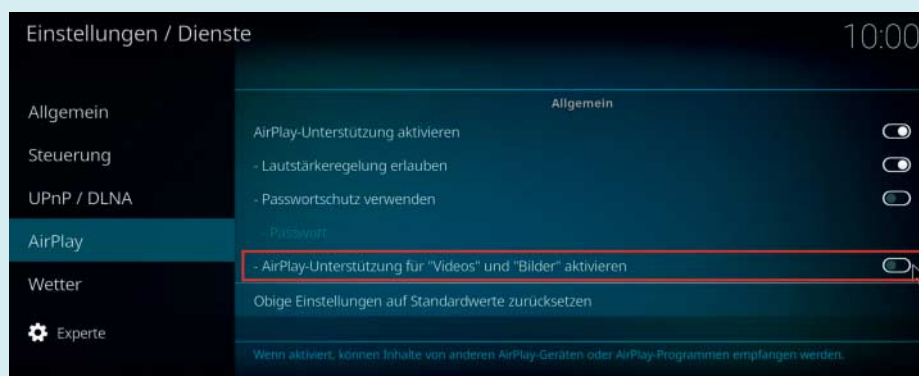 Einstellungen / Dienste
10:00
Allgemein
Steuerung
UPnP / DLNA
AirPlay
Wetter
Experte
Allgemein
AirPlay-Unterstützung aktivieren
- Lautstärkeregelung erlauben
- Passwortschutz verwenden
- Passwort
- AirPlay-Unterstützung für "Videos" und "Bilder" aktivieren
Obige Einstellungen auf Standardwerte zurücksetzen
Wenn aktiviert, können Inhalte von anderen AirPlay-Geräten oder AirPlay-Programmen empfangen werden.